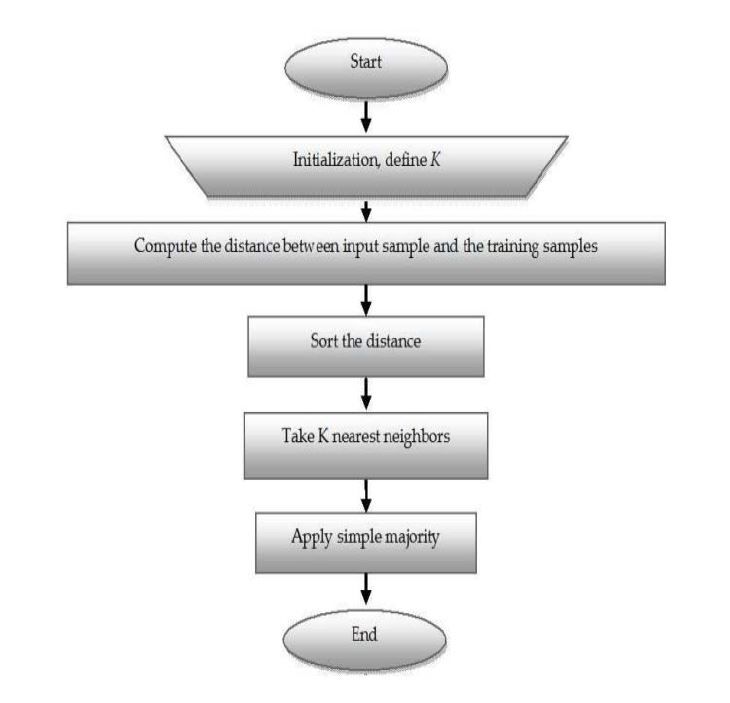 Start
Initialization, define K
Compute the distance between input sample and the training samples
Sort the distance
Take K nearest neighbors
Apply simple majority
End